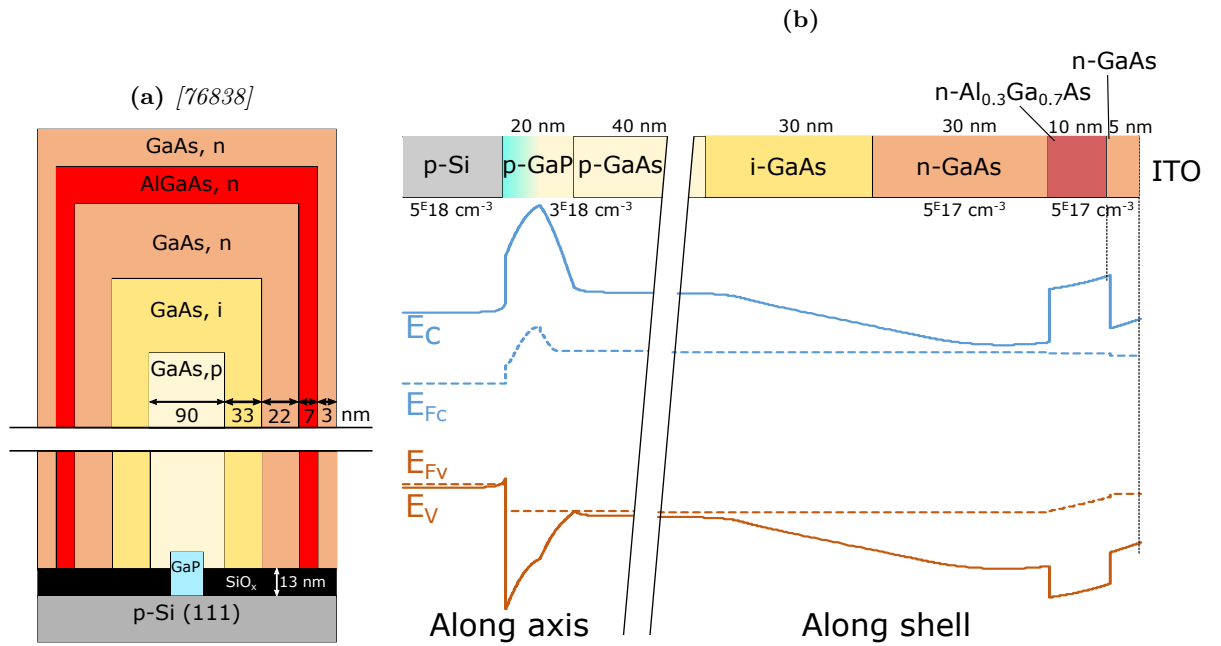 (b)
(a) [76838]
n-GaAs
n-Al0.3Ga0.7As
20 nm 40 nm 30 nm 30 nm 10 nm 5 nm
p-Si p-GaP p-GaAs i-GaAs n-GaAs ITO
5E18 cm-3 3E18 cm-3 5E17 cm-3 5E17 cm-3
GaAs, n
AlGaAs, n
GaAs, n
GaAs, i
GaAs,p
90 33 22 7 3 nm
GaP
SiOx 13 nm
p-Si (111)
EC
EFc
EFv
EV
Along axis Along shell